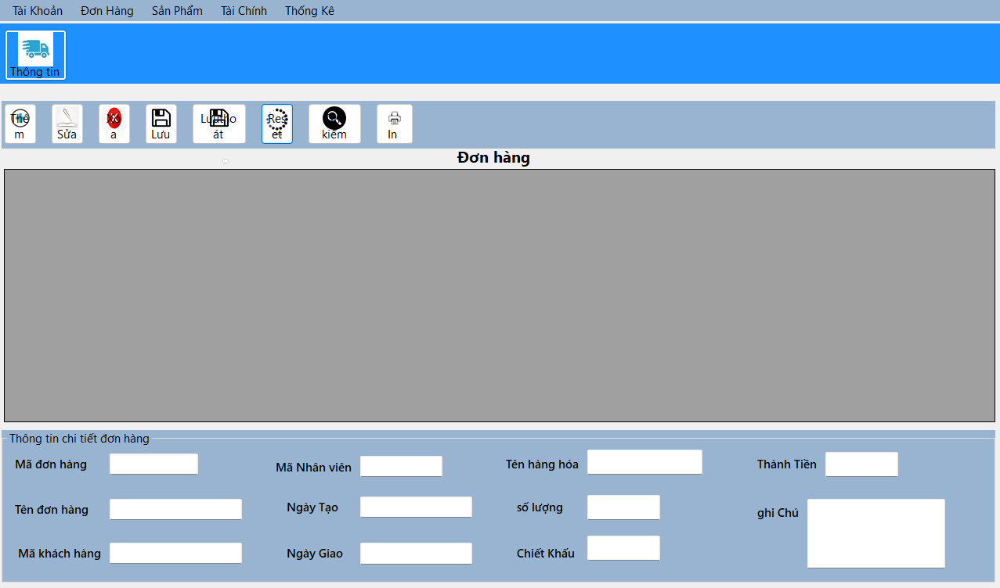 Tài Khoản Đơn Hàng Sản Phẩm Tài Chính Thống Kê
Thông tin
Thê
m
Sửa
Xó
a
Lưu
Lưutho
át
Res
et
kiếm
In
Đơn hàng
Thông tin chi tiết đơn hàng
Mã đơn hàng
Mã Nhân viên
Tên hàng hóa
Thành Tiền
Tên đơn hàng
Ngày Tạo
số lượng
ghi Chú
Mã khách hàng
Ngày Giao
Chiết Khấu